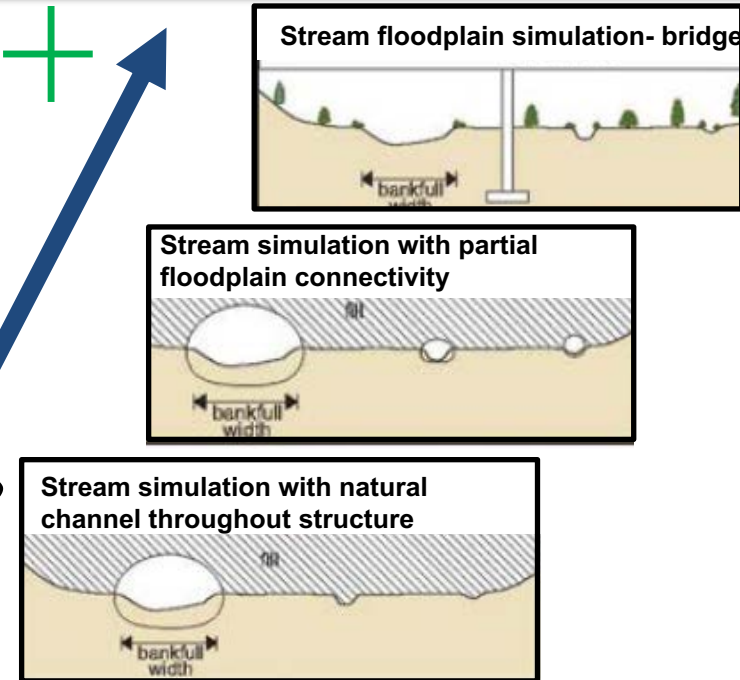 Stream floodplain simulation- bridge
bankfull
width
Stream simulation with partial
floodplain connectivity
fill
bankfull
width
Stream simulation with natural
channel throughout structure
fill
bankfull
width